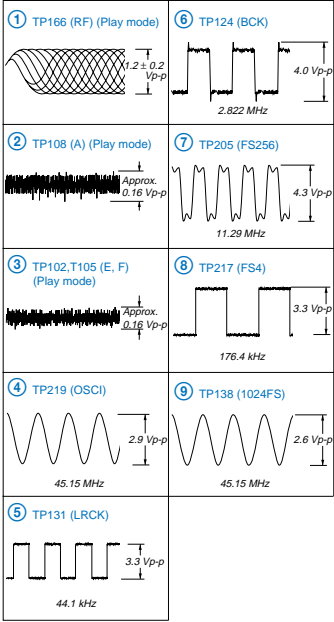 ① TP166 (RF) (Play mode)
1.2 ± 0.2
Vp-p
② TP108 (A) (Play mode)
Approx.
0.16 Vp-p
③ TP102,T105 (E, F)
(Play mode)
Approx.
0.16 Vp-p
④ TP219 (OSCI)
2.9 Vp-p
45.15 MHz
⑤ TP131 (LRCK)
3.3 Vp-p
44.1 kHz
⑥ TP124 (BCK)
4.0 Vp-p
2.822 MHz
⑦ TP205 (FS256)
4.3 Vp-p
11.29 MHz
⑧ TP217 (FS4)
3.3 Vp-p
176.4 kHz
⑨ TP138 (1024FS)
2.6 Vp-p
45.15 MHz